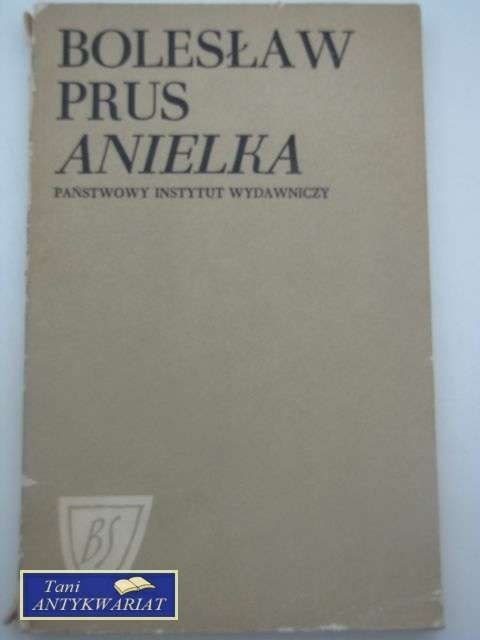 BOLESŁAW
PRUS
ANIELKA
PAŃSTWOWY INSTYTUT WYDAWNICZY
BS
Tani
ANTYKWARIAT